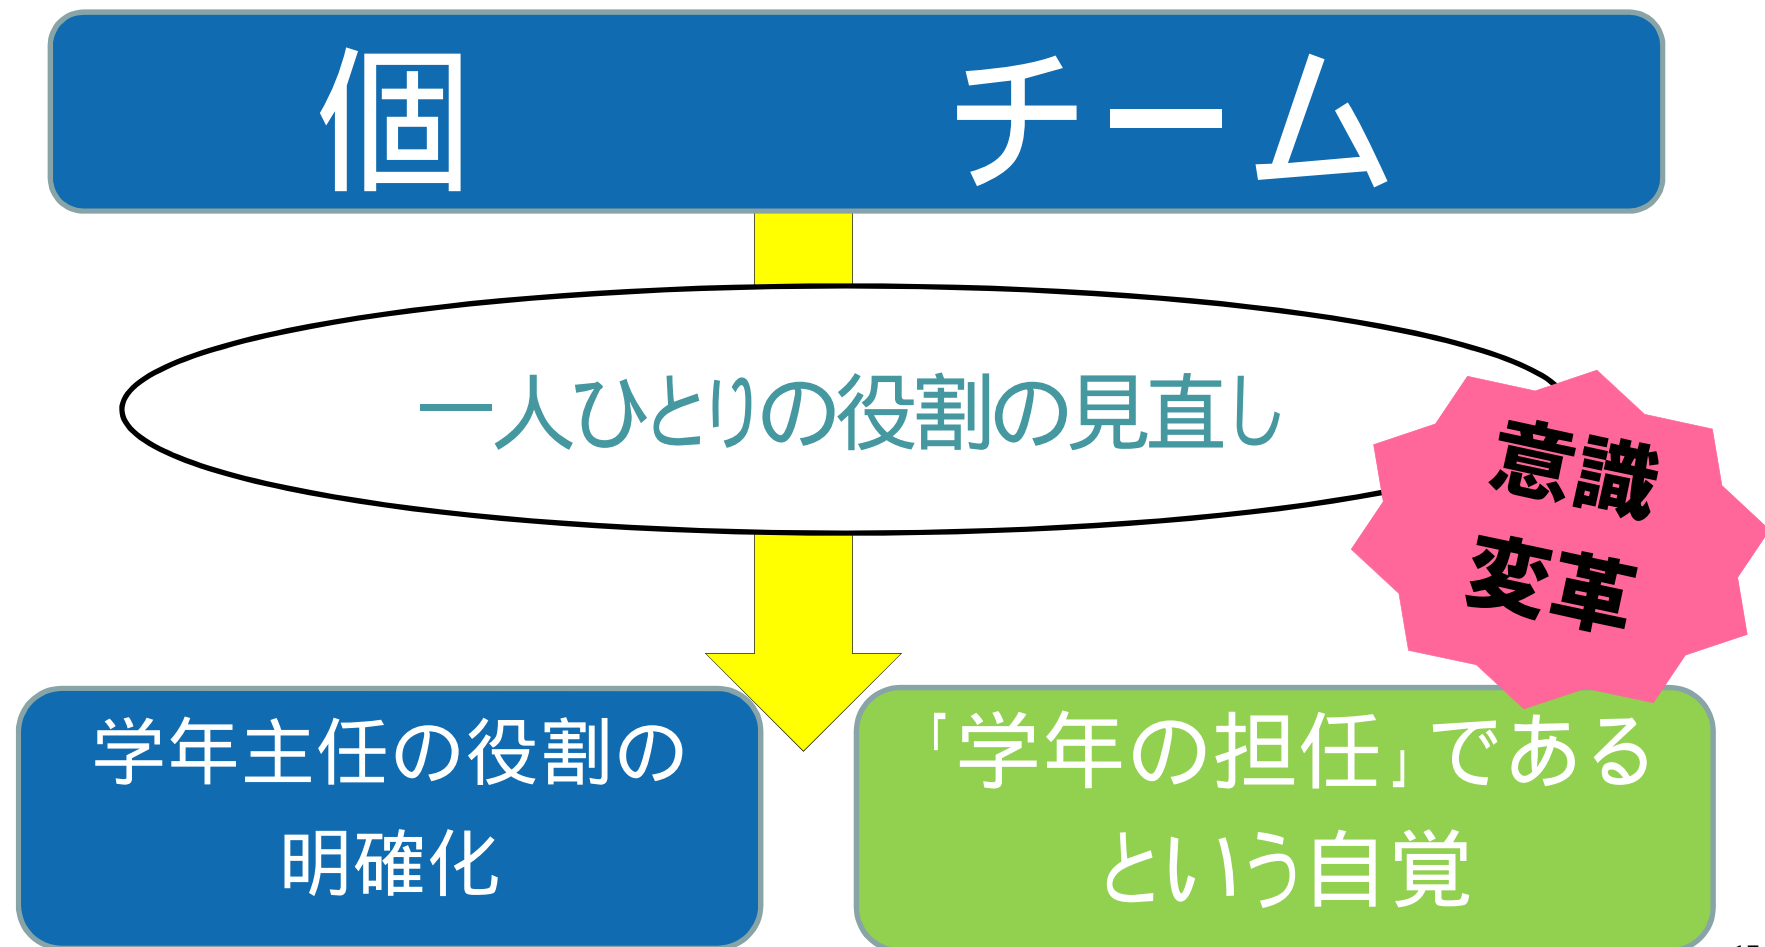 個 チーム
一人ひとりの役割の見直し
意識
変革
学年主任の役割の
明確化
「学年の担任」である
という自覚